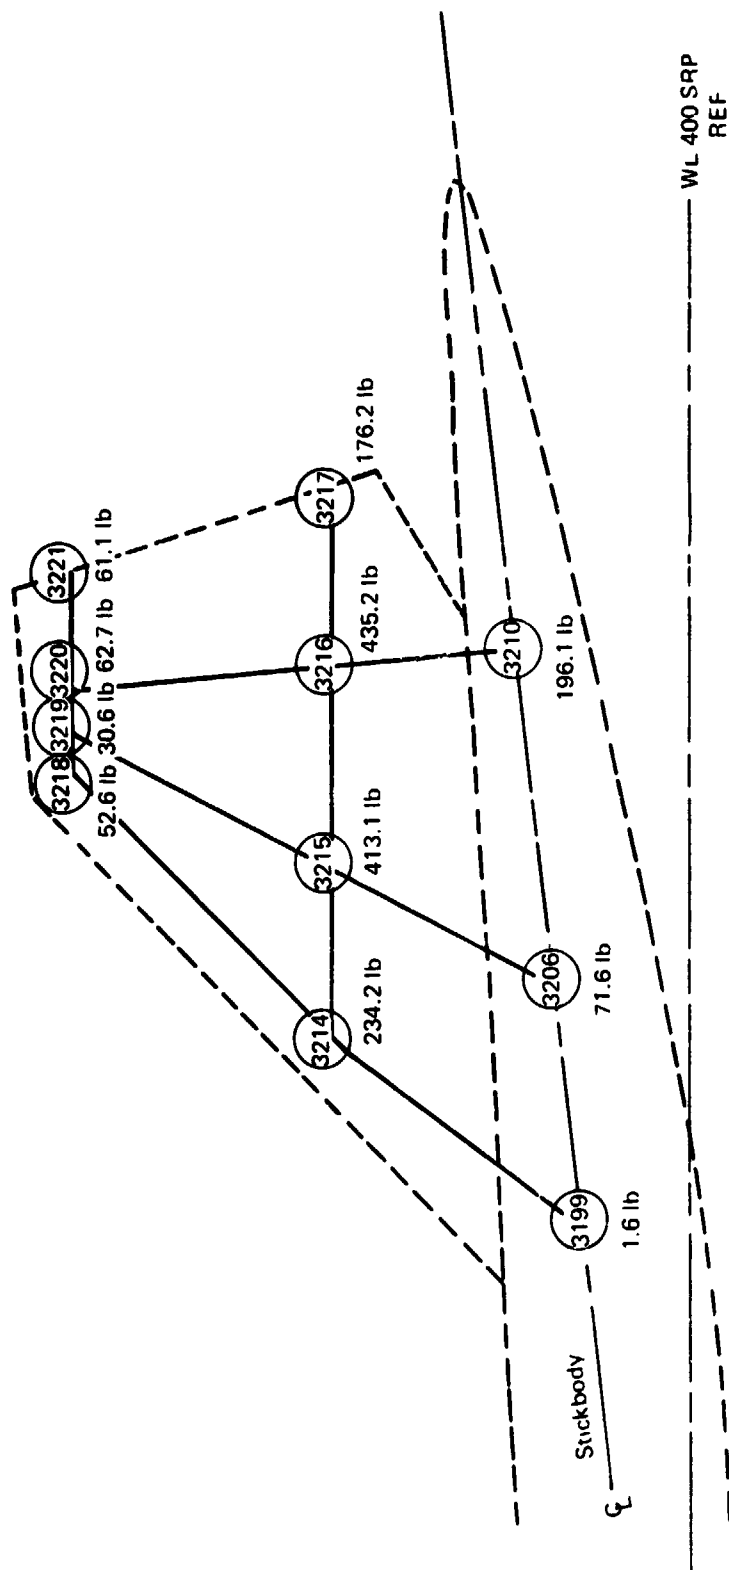 3218
3219
3220
3221
52.6 lb
30.6 lb
62.7 lb
61.1 lb
3214
3215
3216
3217
234.2 lb
413.1 lb
435.2 lb
176.2 lb
3199
3206
3210
1.6 lb
71.6 lb
196.1 lb
Stickbody
CL
WL 400 SRP
REF